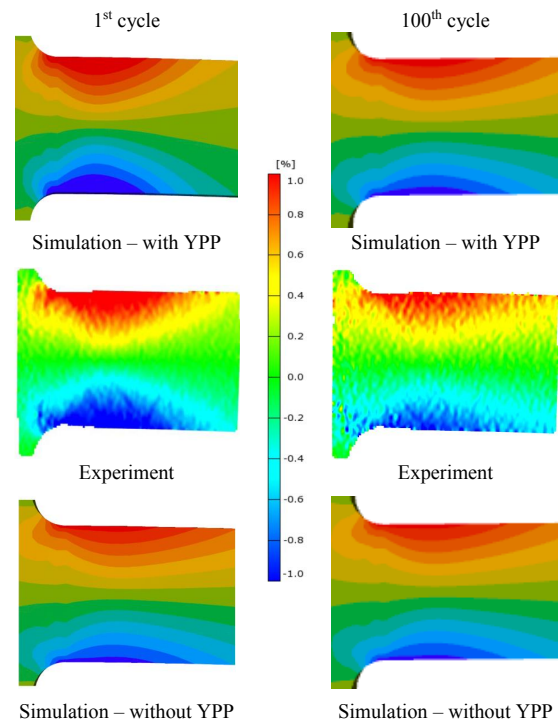 1st cycle
100th cycle
Simulation – with YPP
Simulation – with YPP
[%]
1.0
0.8
0.6
0.4
0.2
0.0
-0.2
-0.4
-0.6
-0.8
-1.0
Experiment
Experiment
Simulation – without YPP
Simulation – without YPP